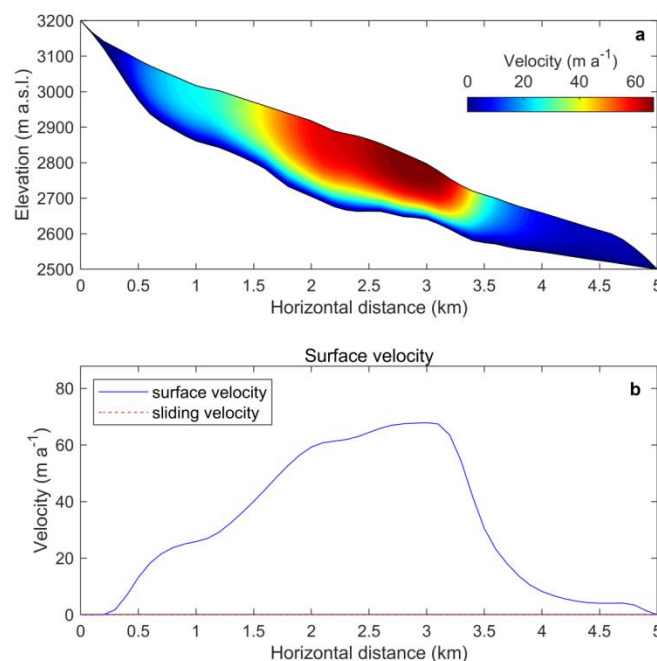 a
Velocity (m a⁻¹)
0 20 40 60
3200
3100
3000
2900
2800
2700
2600
2500
Elevation (m a.s.l.)
0 0.5 1 1.5 2 2.5 3 3.5 4 4.5 5
Horizontal distance (km)
Surface velocity
b
surface velocity
sliding velocity
80
60
40
20
0
Velocity (m a⁻¹)
0 0.5 1 1.5 2 2.5 3 3.5 4 4.5 5
Horizontal distance (km)